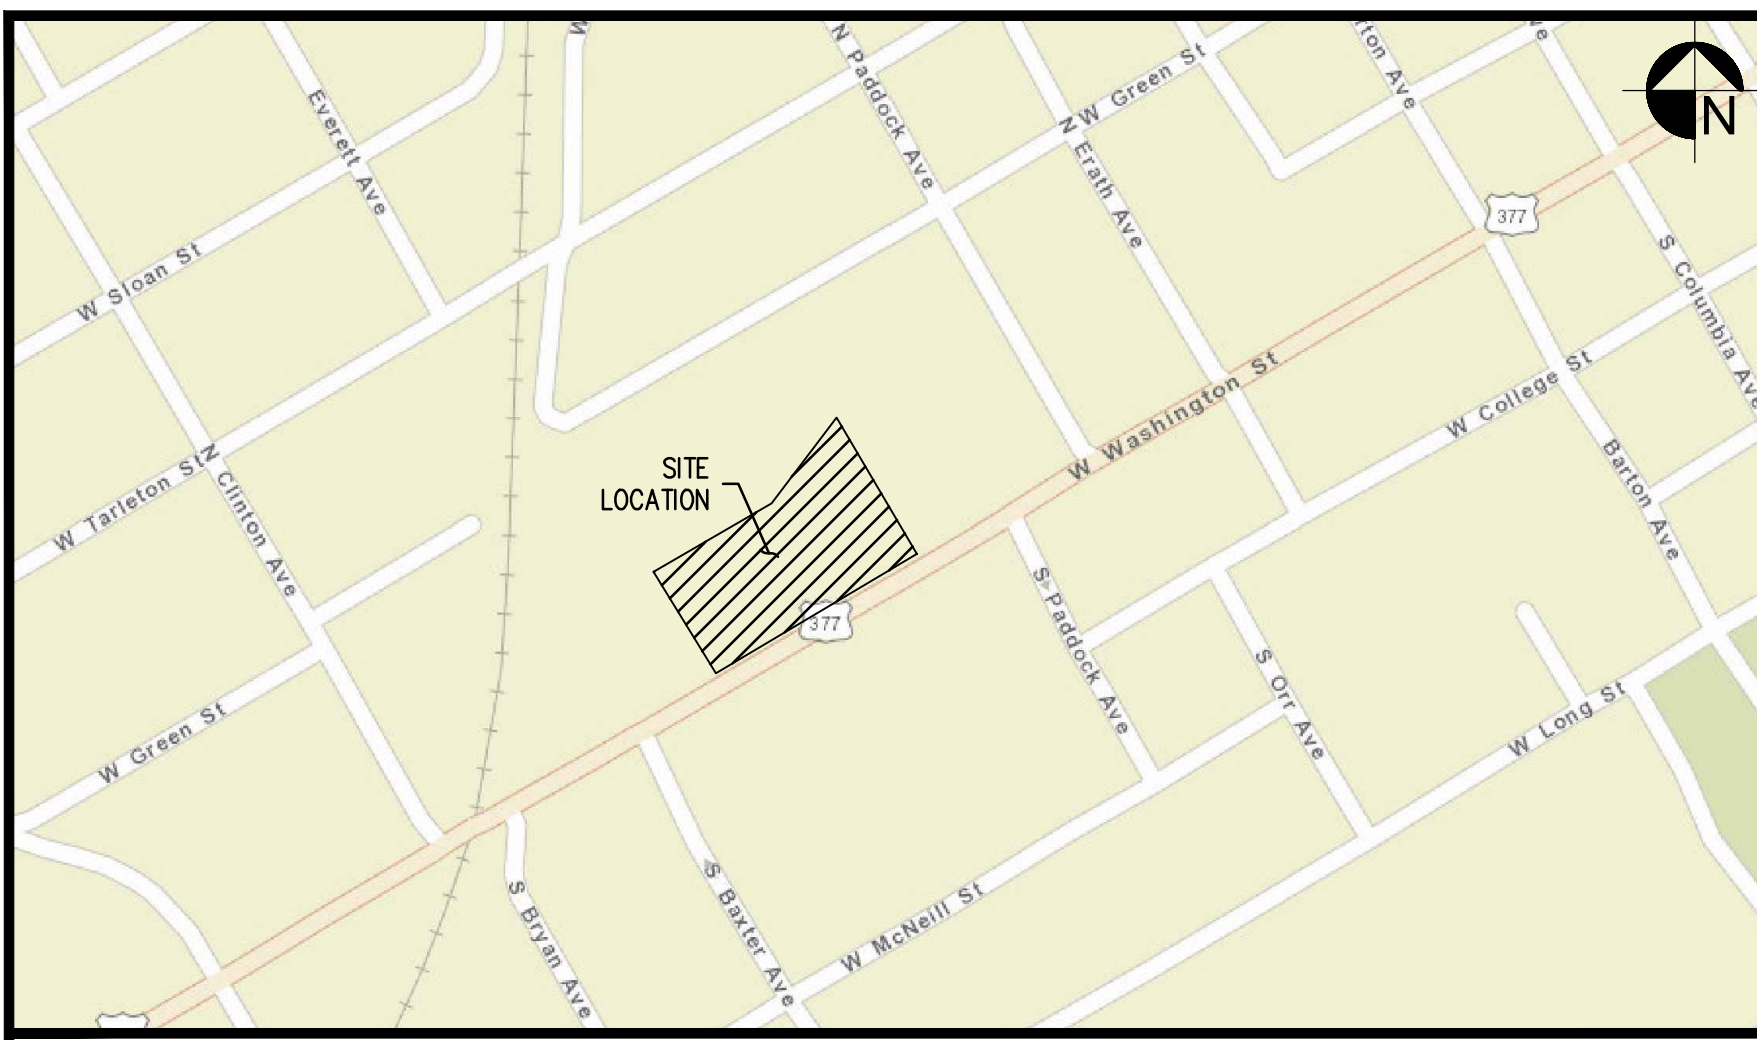 N Paddock Ave
W Green St
N Erath Ave
Everett Ave
N
377
S Columbia Ave
W Sloan St
W Washington St
W College St
SITE
LOCATION
W Tarleton St
N Clinton Ave
Barton Ave
S Paddock Ave
377
S Orr Ave
W Long St
W Green St
S Baxter Ave
W McNeill St
S Bryan Ave